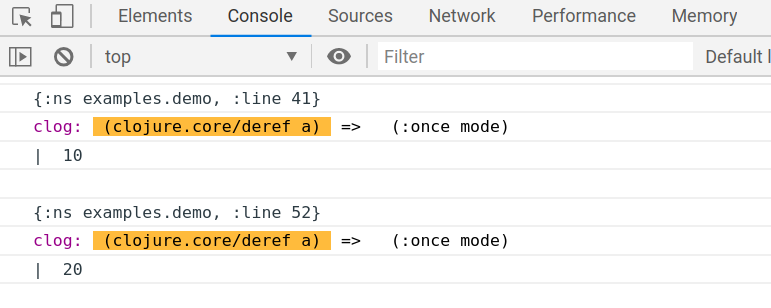 Elements Console Sources Network Performance Memory
top Filter Default l
{:ns examples.demo, :line 41}
clog: (clojure.core/deref a) => (:once mode)
| 10
{:ns examples.demo, :line 52}
clog: (clojure.core/deref a) => (:once mode)
| 20